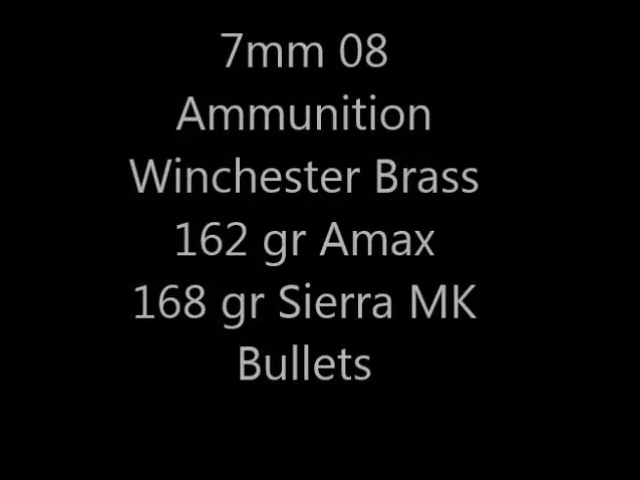 7mm 08
Ammunition
Winchester Brass
162 gr Amax
168 gr Sierra MK
Bullets